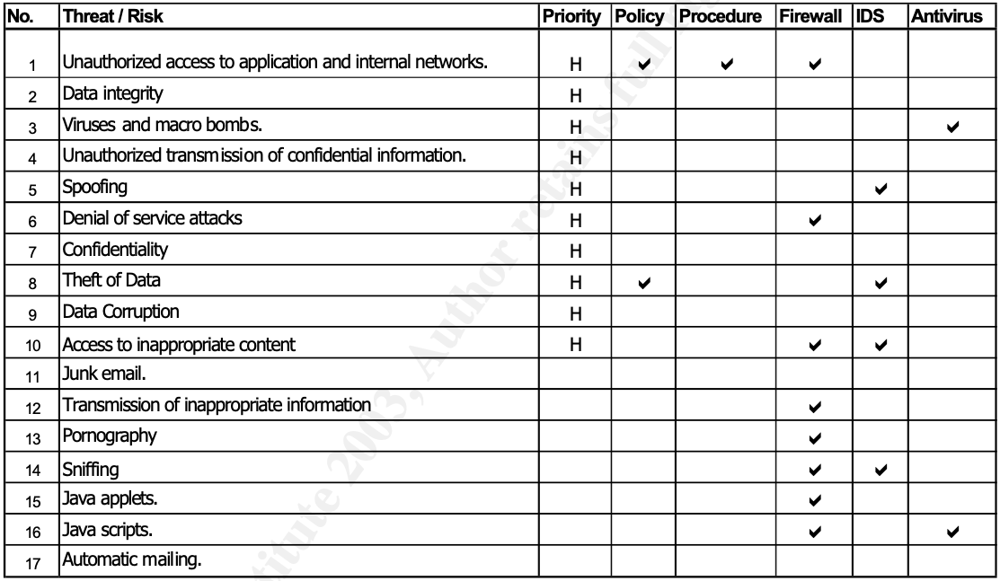 No. Threat / Risk Priority Policy Procedure Firewall IDS Antivirus
1 Unauthorized access to application and internal networks. H ✔ ✔ ✔
2 Data integrity H
3 Viruses and macro bombs. H ✔
4 Unauthorized transmission of confidential information. H
5 Spoofing H ✔
6 Denial of service attacks H ✔
7 Confidentiality H
8 Theft of Data H ✔ ✔
9 Data Corruption H
10 Access to inappropriate content H ✔ ✔
11 Junk email.
12 Transmission of inappropriate information ✔
13 Pornography ✔
14 Sniffing ✔ ✔
15 Java applets. ✔
16 Java scripts. ✔ ✔
17 Automatic mailing.
2003, Author retains full